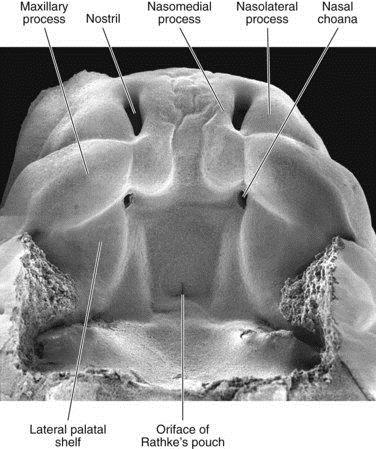 Maxillary
process
Nostril
Nasomedial
process
Nasolateral
process
Nasal
choana
Lateral palatal
shelf
Orifice of
Rathke's pouch